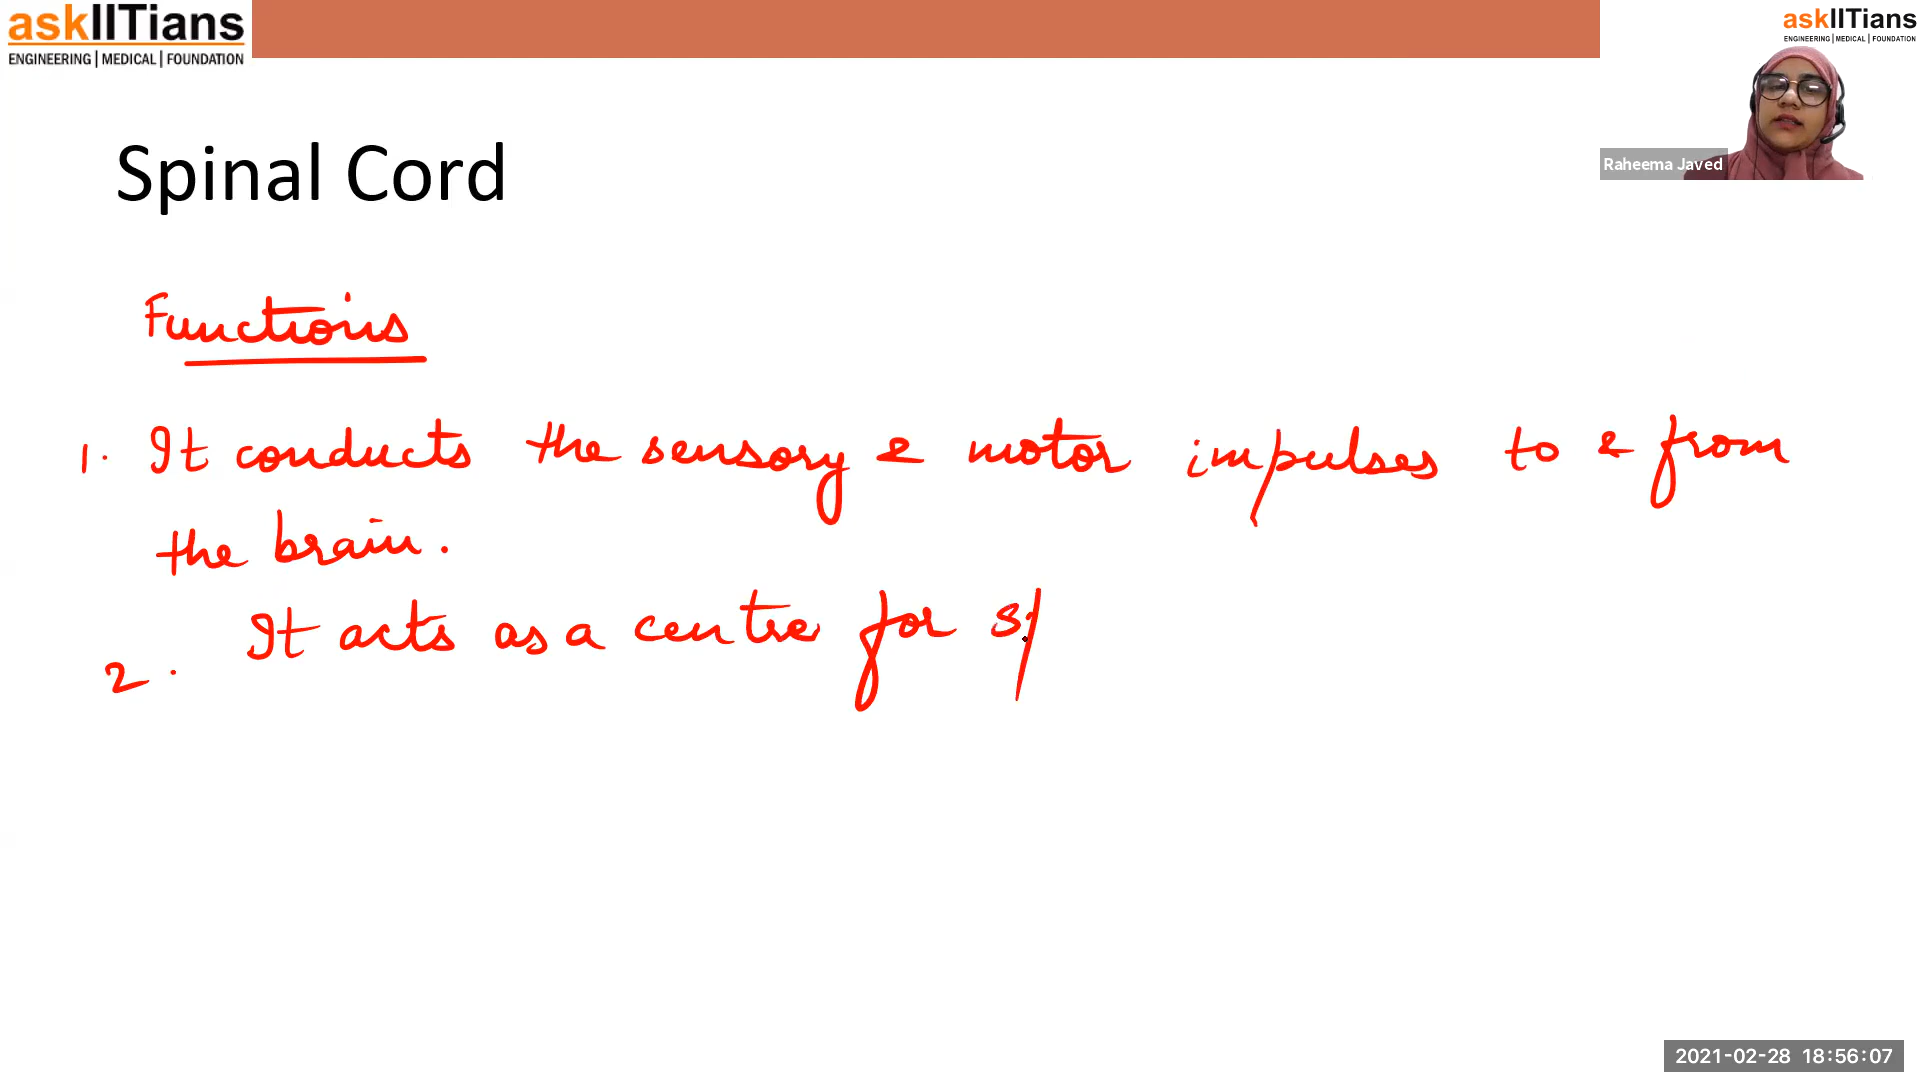 askIITians
ENGINEERING | MEDICAL | FOUNDATION
askIITians
ENGINEERING | MEDICAL | FOUNDATION
Raheema Javed
Spinal Cord
Functions
1. It conducts the sensory & motor impulses to & from
the brain.
2. It acts as a centre for sp
2021-02-28 18:56:07